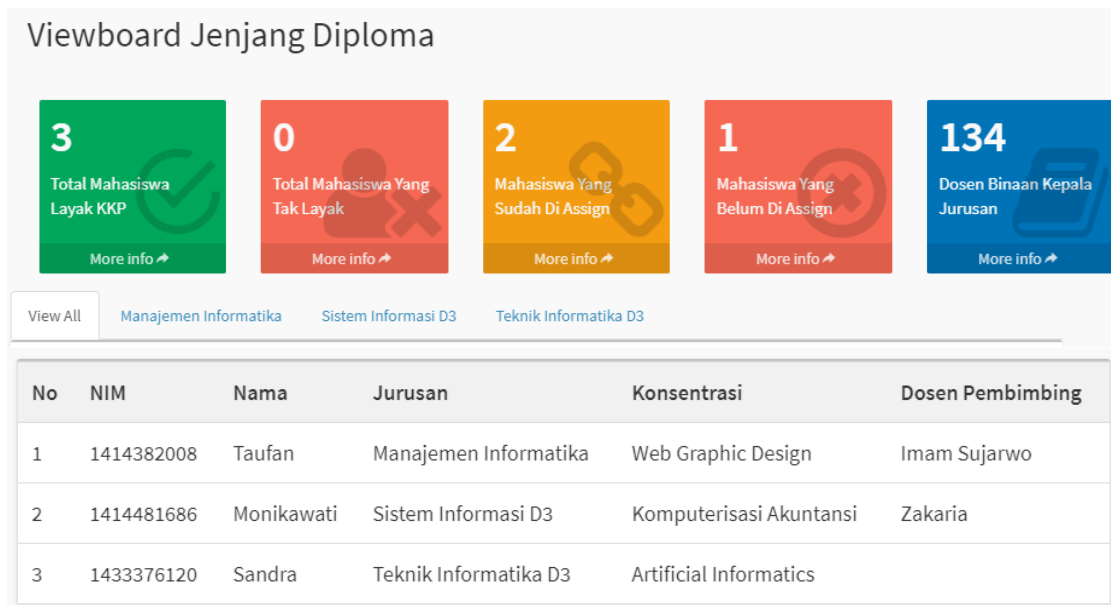 Viewboard Jenjang Diploma
3
Total Mahasiswa
Layak KKP
More info
0
Total Mahasiswa Yang
Tak Layak
More info
2
Mahasiswa Yang
Sudah Di Assign
More info
1
Mahasiswa Yang
Belum Di Assign
More info
134
Dosen Binaan Kepala
Jurusan
More info
View All Manajemen Informatika Sistem Informasi D3 Teknik Informatika D3
No NIM Nama Jurusan Konsentrasi Dosen Pembimbing
1 1414382008 Taufan Manajemen Informatika Web Graphic Design Imam Sujarwo
2 1414481686 Monikawati Sistem Informasi D3 Komputerisasi Akuntansi Zakaria
3 1433376120 Sandra Teknik Informatika D3 Artificial Informatics